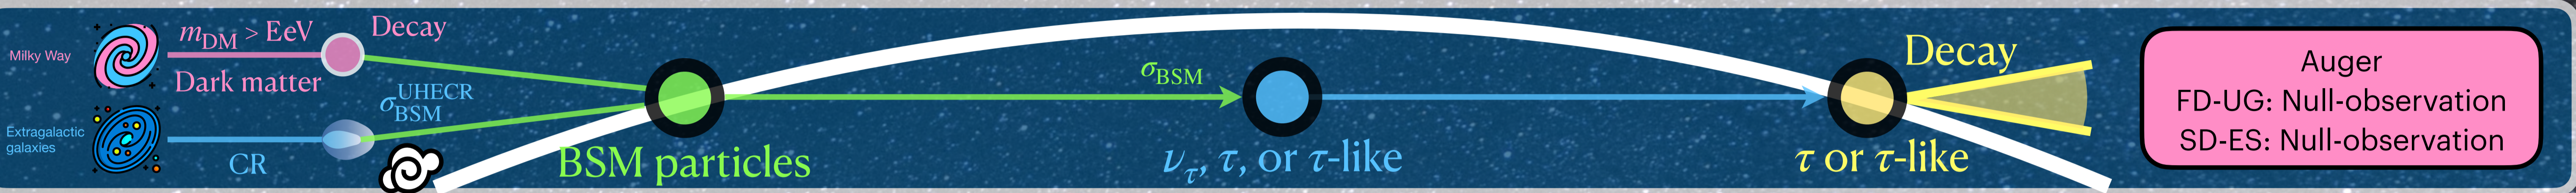 Milky Way
m_DM > EeV
Dark matter
Decay
Extragalactic
galaxies
CR
σ_BSM^UHECR
BSM particles
σ_BSM
ν_τ, τ, or τ-like
Decay
τ or τ-like
Auger
FD-UG: Null-observation
SD-ES: Null-observation